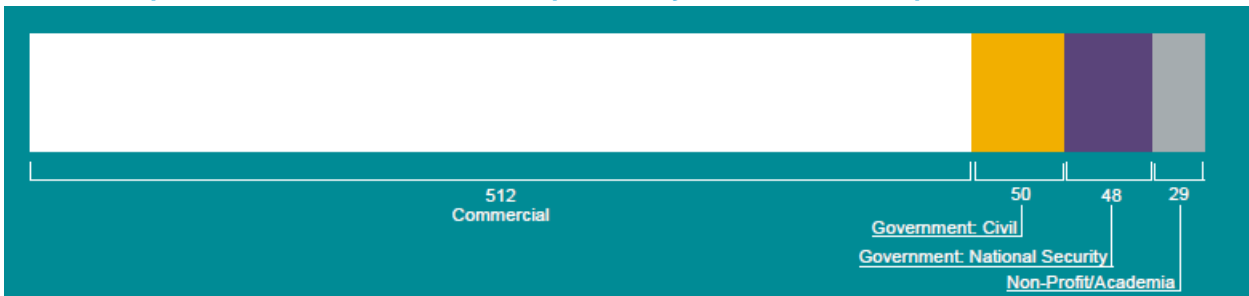 512
Commercial
50
48
29
Government: Civil
Government: National Security
Non-Profit/Academia